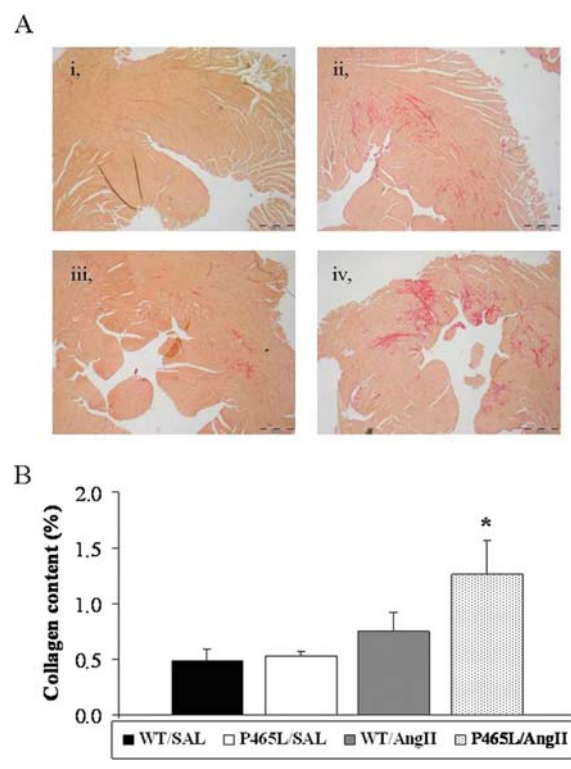 A
i,
ii,
iii,
iv,
B
Collagen content (%)
2.0
1.5
1.0
0.5
0.0
*
WT/SAL P465L/SAL WT/AngII P465L/AngII